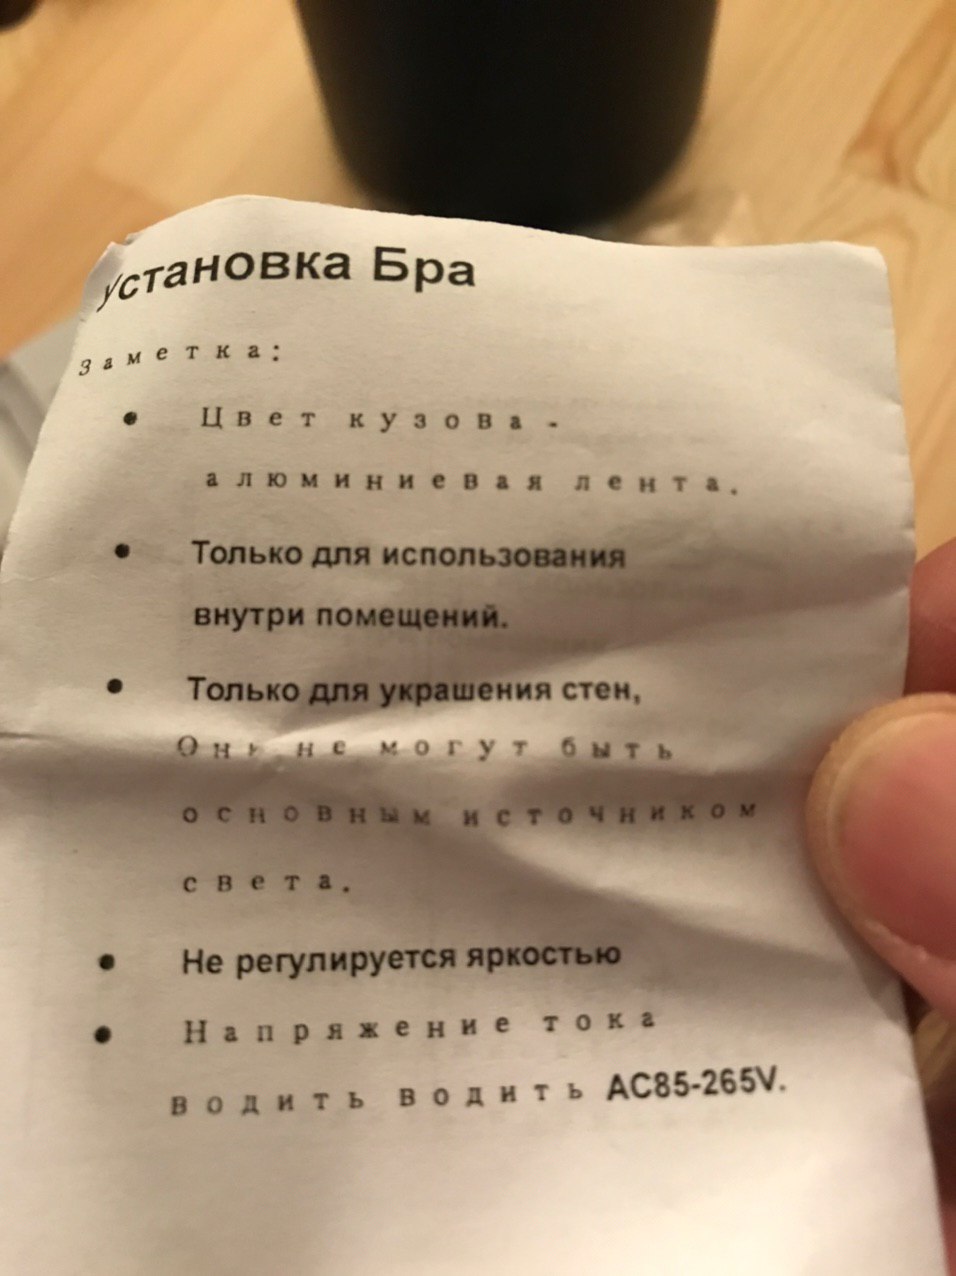 установка Бра
Заметка:
• Цвет кузова -
алюминиевая лента.
• Только для использования
внутри помещений.
• Только для украшения стен,
Они не могут быть
основным источником
света.
• Не регулируется яркостью
• Напряжение тока
водить водить AC85-265V.